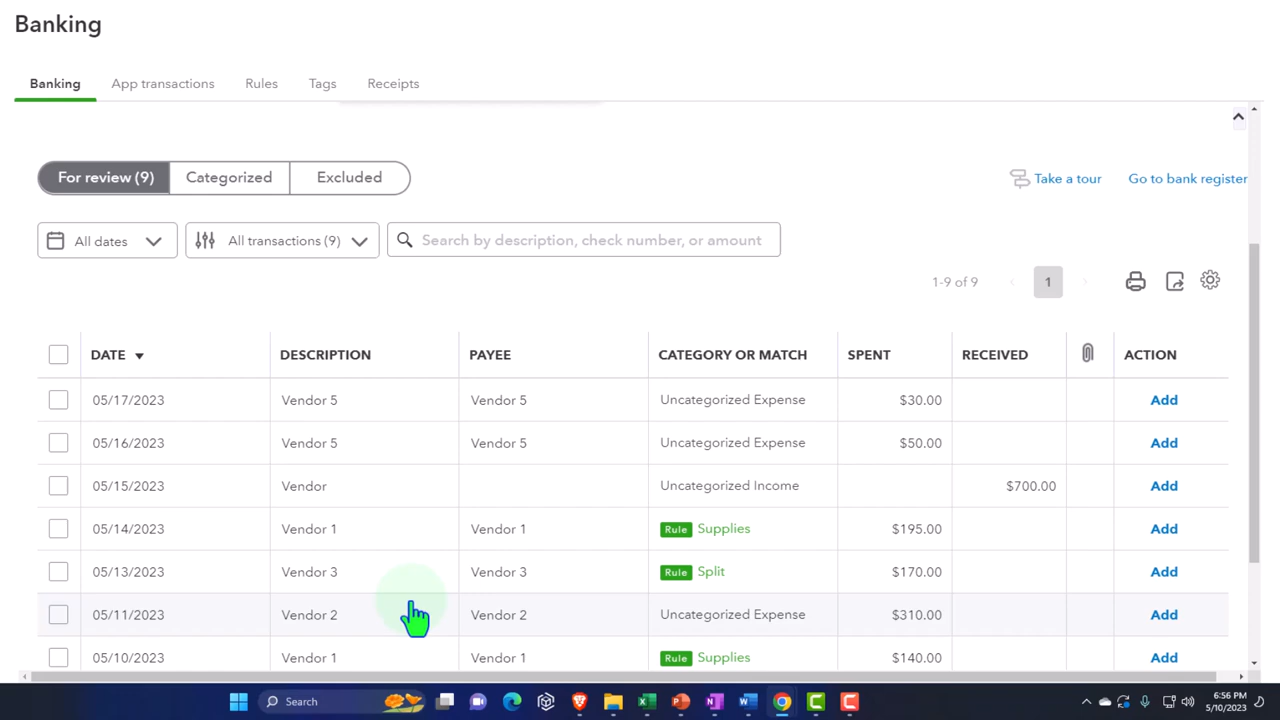 Banking
Banking App transactions Rules Tags Receipts
For review (9) Categorized Excluded
Take a tour Go to bank register
All dates All transactions (9) Search by description, check number, or amount
1-9 of 9 1
DATE DESCRIPTION PAYEE CATEGORY OR MATCH SPENT RECEIVED ACTION
05/17/2023 Vendor 5 Vendor 5 Uncategorized Expense $30.00 Add
05/16/2023 Vendor 5 Vendor 5 Uncategorized Expense $50.00 Add
05/15/2023 Vendor Uncategorized Income $700.00 Add
05/14/2023 Vendor 1 Vendor 1 Rule Supplies $195.00 Add
05/13/2023 Vendor 3 Vendor 3 Rule Split $170.00 Add
05/11/2023 Vendor 2 Vendor 2 Uncategorized Expense $310.00 Add
05/10/2023 Vendor 1 Vendor 1 Rule Supplies $140.00 Add
Search
6:56 PM
5/10/2023